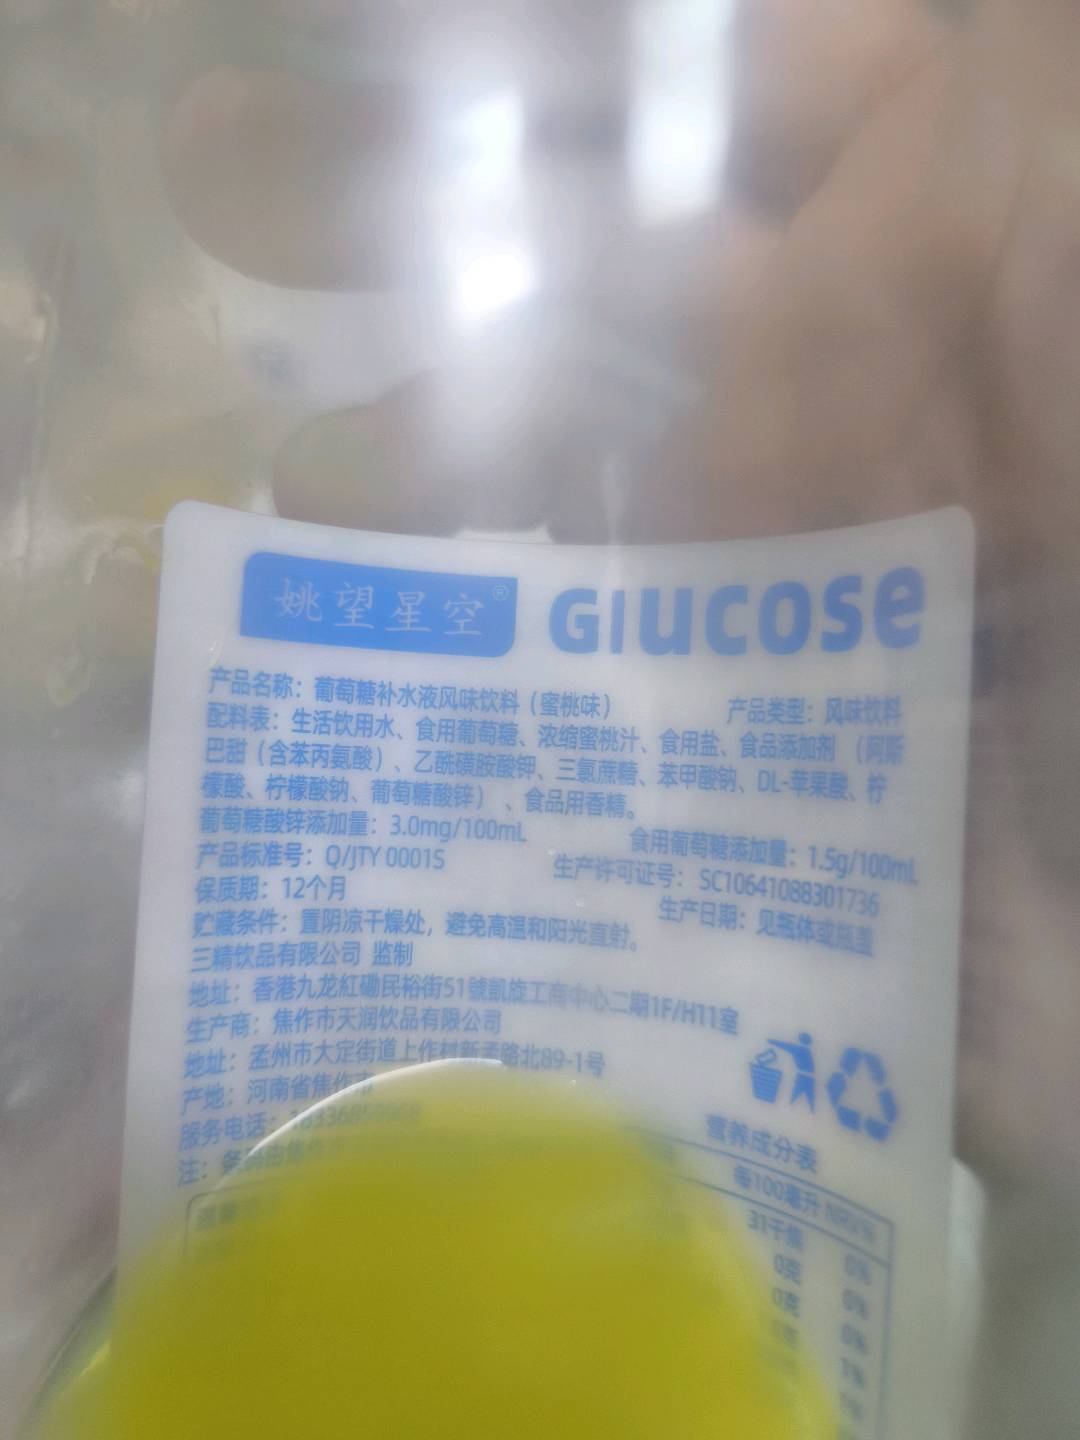 姚望星空® Glucose
产品名称：葡萄糖补水液风味饮料（蜜桃味） 产品类型：风味饮料
配料表：生活饮用水、食用葡萄糖、浓缩蜜桃汁、食用盐、食品添加剂（阿斯
巴甜（含苯丙氨酸）、乙酰磺胺酸钾、三氯蔗糖、苯甲酸钠、DL-苹果酸、柠
檬酸、柠檬酸钠、葡萄糖酸锌）、食品用香精。
葡萄糖酸锌添加量：3.0mg/100mL 食用葡萄糖添加量：1.5g/100mL
产品标准号：Q/JTY 0001S 生产许可证号：SC10641088301736
保质期：12个月 生产日期：见瓶体或瓶盖
贮藏条件：置阴凉干燥处，避免高温和阳光直射。
三精饮品有限公司 监制
地址：香港九龙紅磡民裕街51號凱旋工商中心二期1F/H11室
生产商：焦作市天润饮品有限公司
地址：孟州市大定街道上作村新孟路北89-1号
产地：河南省焦作市
服务电话：
注：
营养成分表
每100毫升 NRV%
31千焦 0%
0克 0%
0克 0%
1%